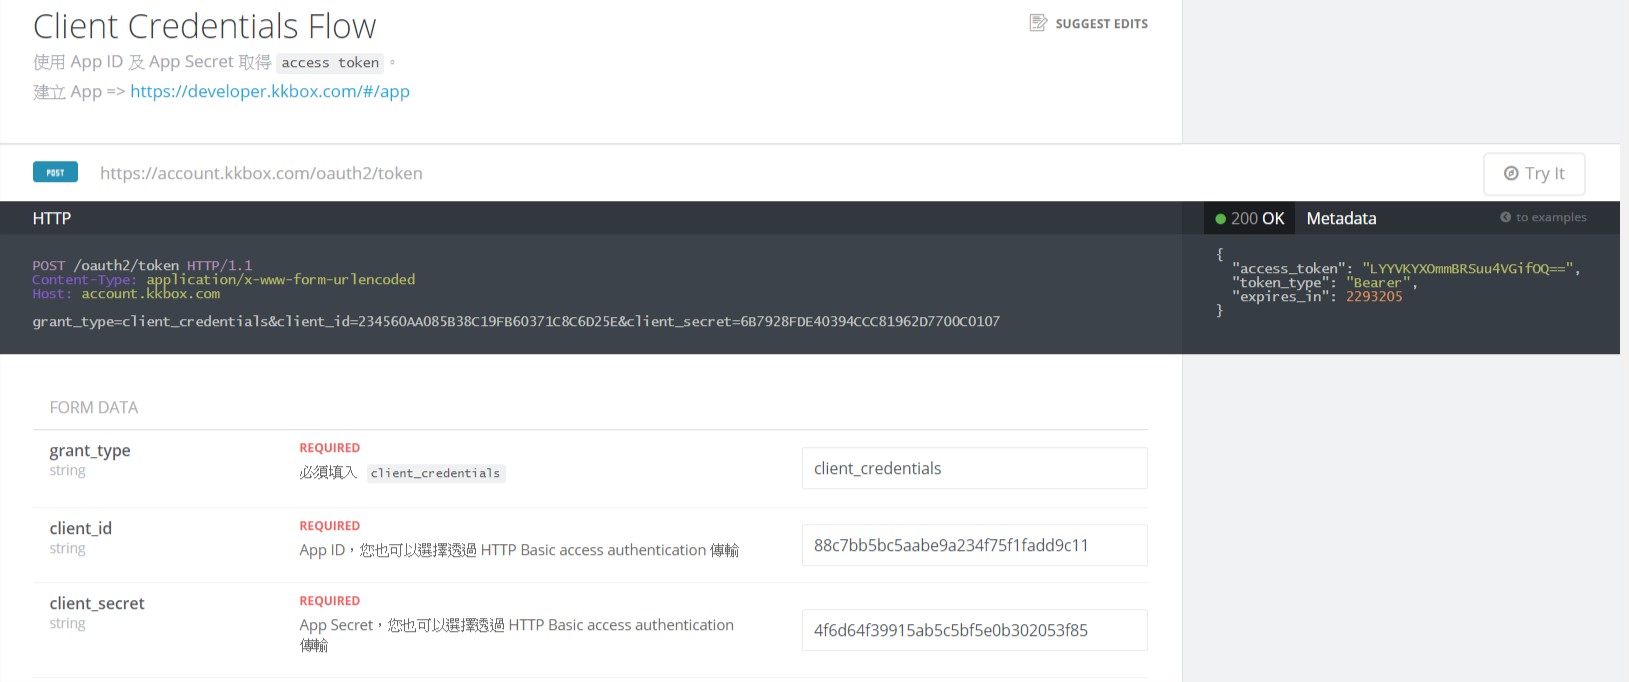 Client Credentials Flow
SUGGEST EDITS
使用 App ID 及 App Secret 取得 access token 。
建立 App => https://developer.kkbox.com/#/app
POST https://account.kkbox.com/oauth2/token
Try It
HTTP
POST /oauth2/token HTTP/1.1
Content-Type: application/x-www-form-urlencoded
Host: account.kkbox.com
grant_type=client_credentials&client_id=234560AA085B38C19FB60371C8C6D25E&client_secret=6B7928FDE40394CCC81962D7700C0107
200 OK Metadata
to examples
{
"access_token": "LYYVKYXOmmBRSuu4VGifOQ==",
"token_type": "Bearer",
"expires_in": 2293205
}
FORM DATA
grant_type
string
REQUIRED
必須填入 client_credentials
client_credentials
client_id
string
REQUIRED
App ID，您也可以選擇透過 HTTP Basic access authentication 傳輸
88c7bb5bc5aabe9a234f75f1fadd9c11
client_secret
string
REQUIRED
App Secret，您也可以選擇透過 HTTP Basic access authentication
傳輸
4f6d64f39915ab5c5bf5e0b302053f85